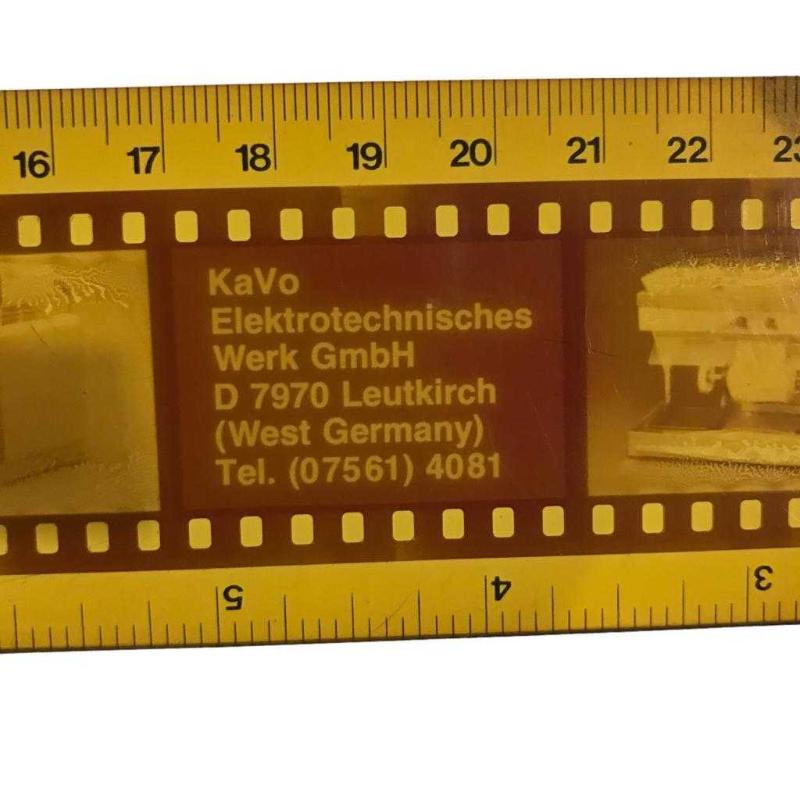 16 17 18 19 20 21 22 23
KaVo
Elektrotechnisches
Werk GmbH
D 7970 Leutkirch
(West Germany)
Tel. (07561) 4081
5 4 3